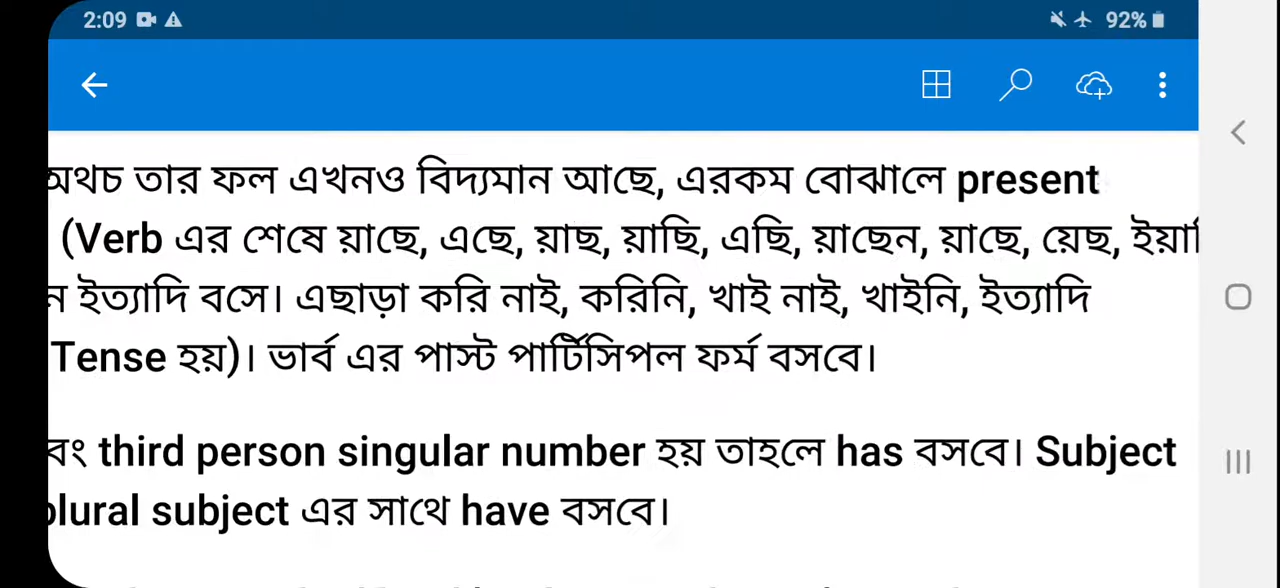 2:09 92%
অথচ তার ফল এখনও বিদ্যমান আছে, এরকম বোঝালে present
(Verb এর শেষে য়াছে, এছে, য়াছ, য়াছি, এছি, য়াছেন, য়াছে, য়েছ,
ন ইত্যাদি বসে। এছাড়া করি নাই, করিনি, খাই নাই, খাইনি, ইত্যাদি
Tense হয়)। ভার্ব এর পাস্ট পার্টিসিপল ফর্ম বসবে।
third person singular number হয় তাহলে has বসবে। Subject
plural subject এর সাথে have বসবে।